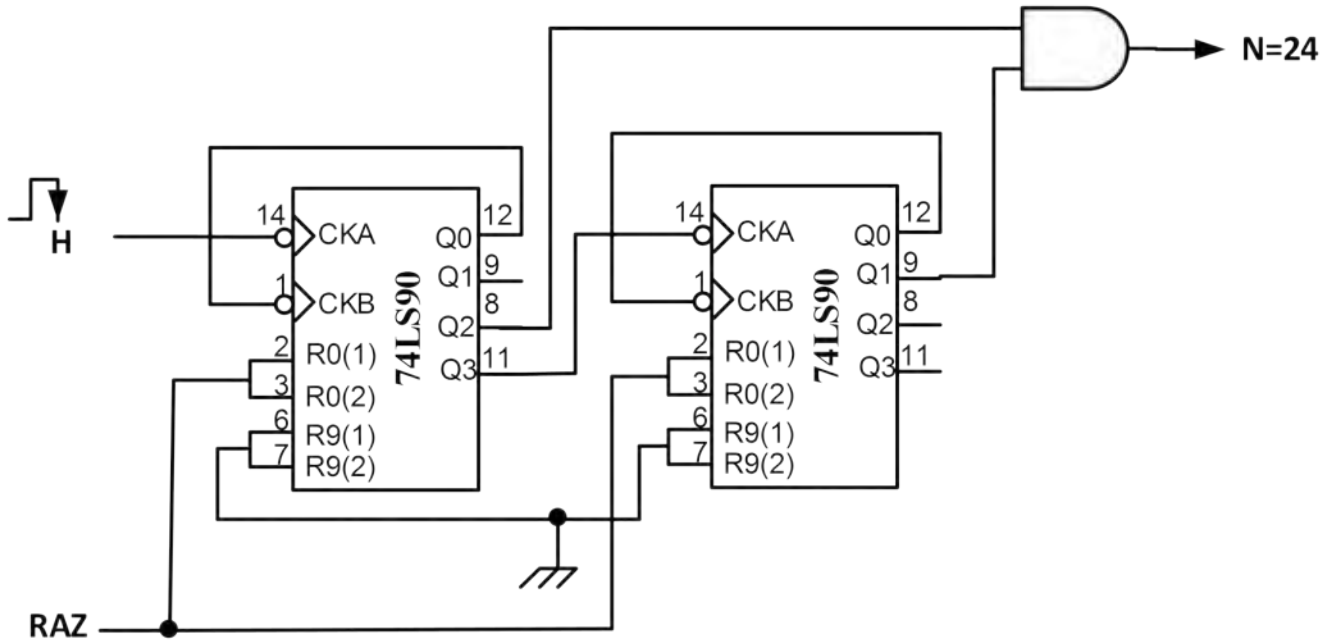 N=24
H
14 CKA
1 CKB
2 R0(1)
3 R0(2)
6 R9(1)
7 R9(2)
74LS90
Q0 12
Q1 9
Q2 8
Q3 11
14 CKA
1 CKB
2 R0(1)
3 R0(2)
6 R9(1)
7 R9(2)
74LS90
Q0 12
Q1 9
Q2 8
Q3 11
RAZ